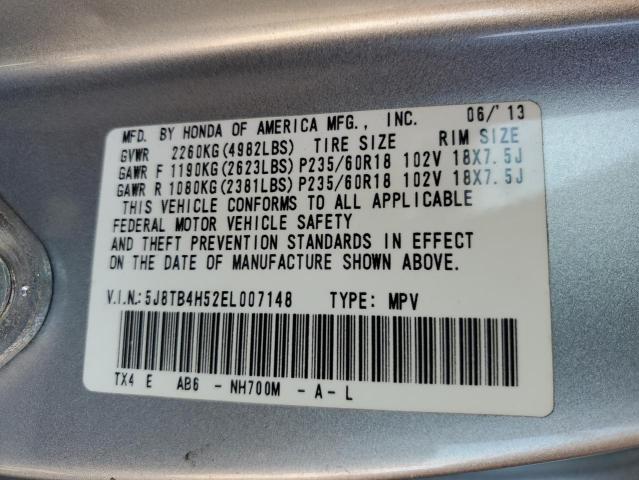 MFD. BY HONDA OF AMERICA MFG., INC. 06/'13
GVWR 2260KG(4982LBS) TIRE SIZE RIM SIZE
GAWR F 1190KG(2623LBS)P235/60R18 102V 18X7.5J
GAWR R 1080KG(2381LBS)P235/60R18 102V 18X7.5J
THIS VEHICLE CONFORMS TO ALL APPLICABLE
FEDERAL MOTOR VEHICLE SAFETY
AND THEFT PREVENTION STANDARDS IN EFFECT
ON THE DATE OF MANUFACTURE SHOWN ABOVE.
V.I.N.:5J8TB4H52EL007148 TYPE: MPV
TX4 E AB6 - NH700M - A - L